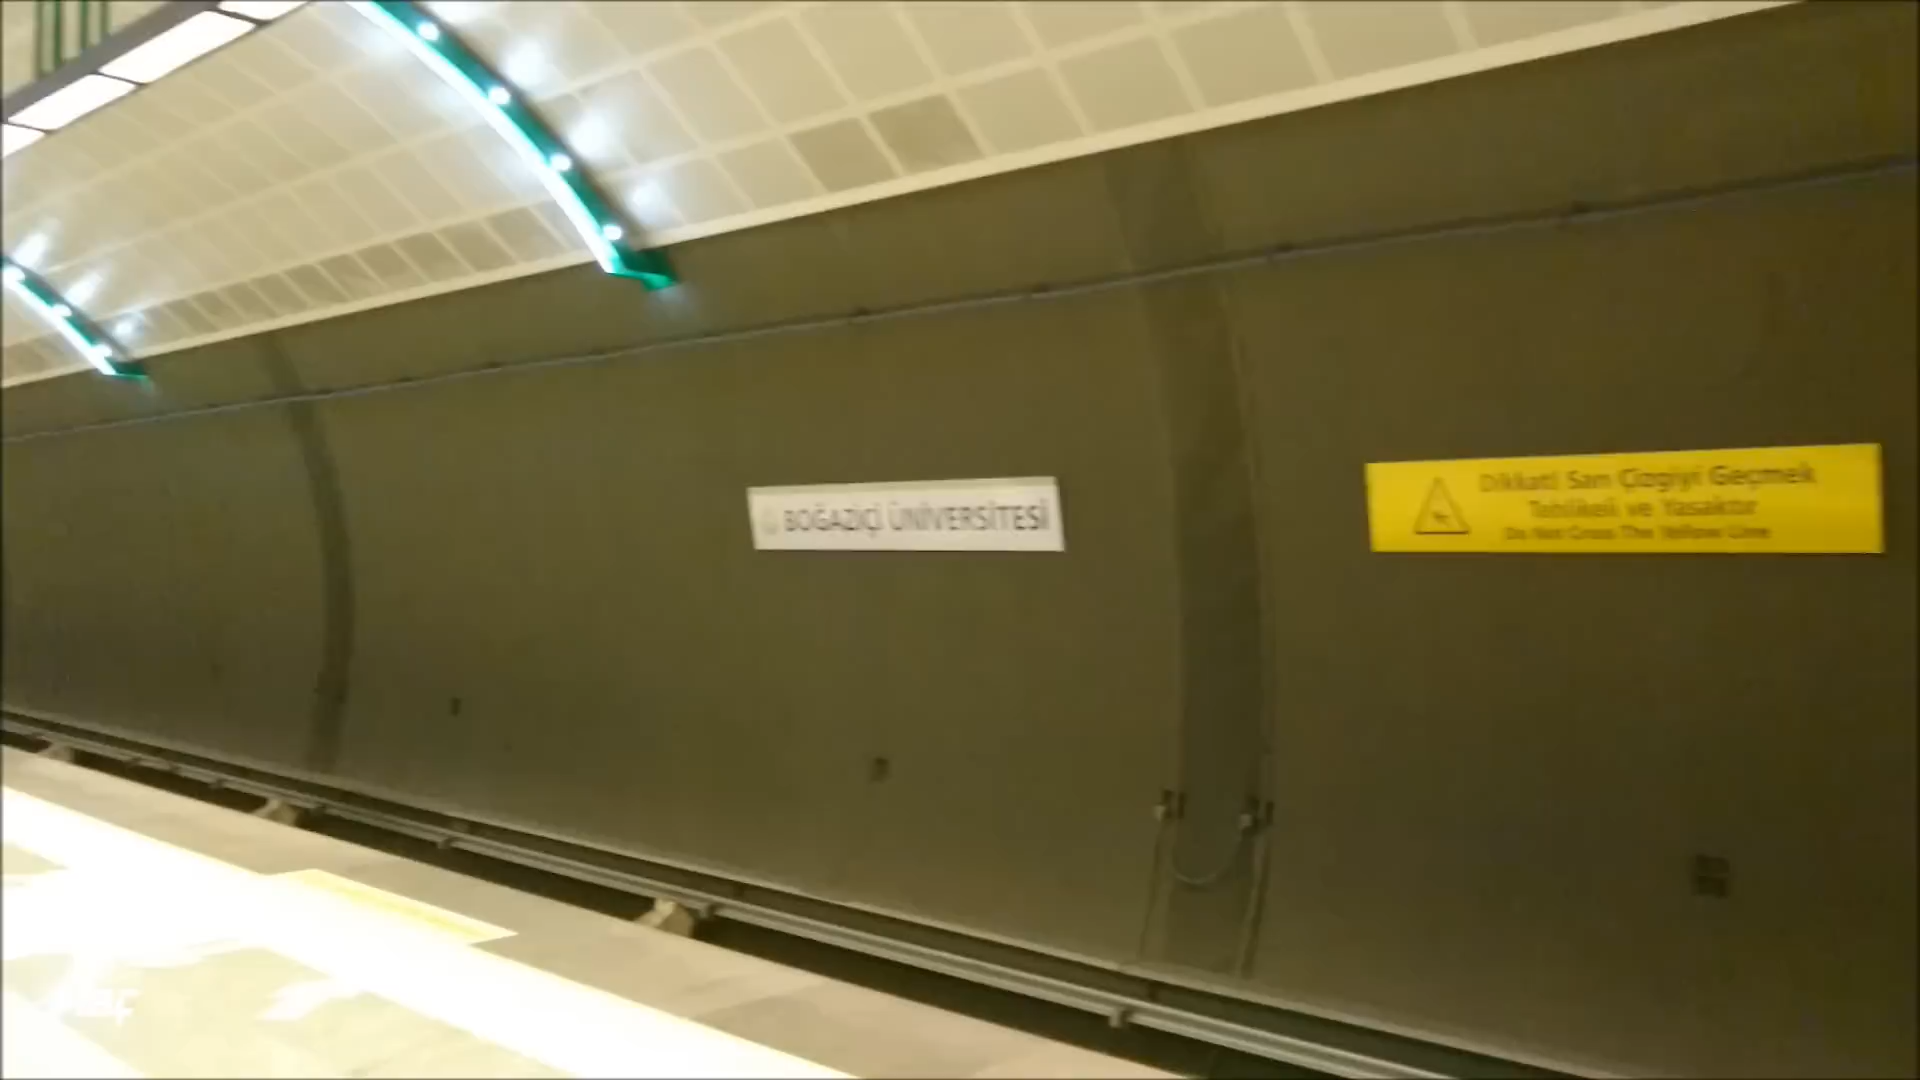 BOĞAZİÇİ ÜNİVERSİTESİ
Dikkat! Sarı Çizgiyi Geçmek
Tehlikeli ve Yasaktır
Do Not Cross The Yellow Line